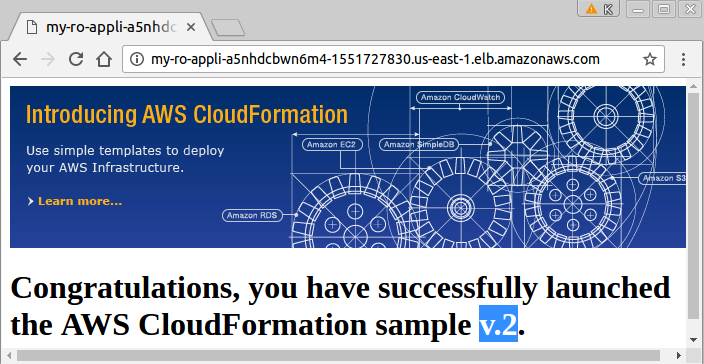 K
my-ro-appli-a5nhdc
my-ro-appli-a5nhdcbwn6m4-1551727830.us-east-1.elb.amazonaws.com
Introducing AWS CloudFormation
Use simple templates to deploy
your AWS Infrastructure.
Learn more...
Amazon CloudWatch
Amazon EC2
Amazon SimpleDB
Amazon S3
Amazon RDS
Congratulations, you have successfully launched
the AWS CloudFormation sample v.2.